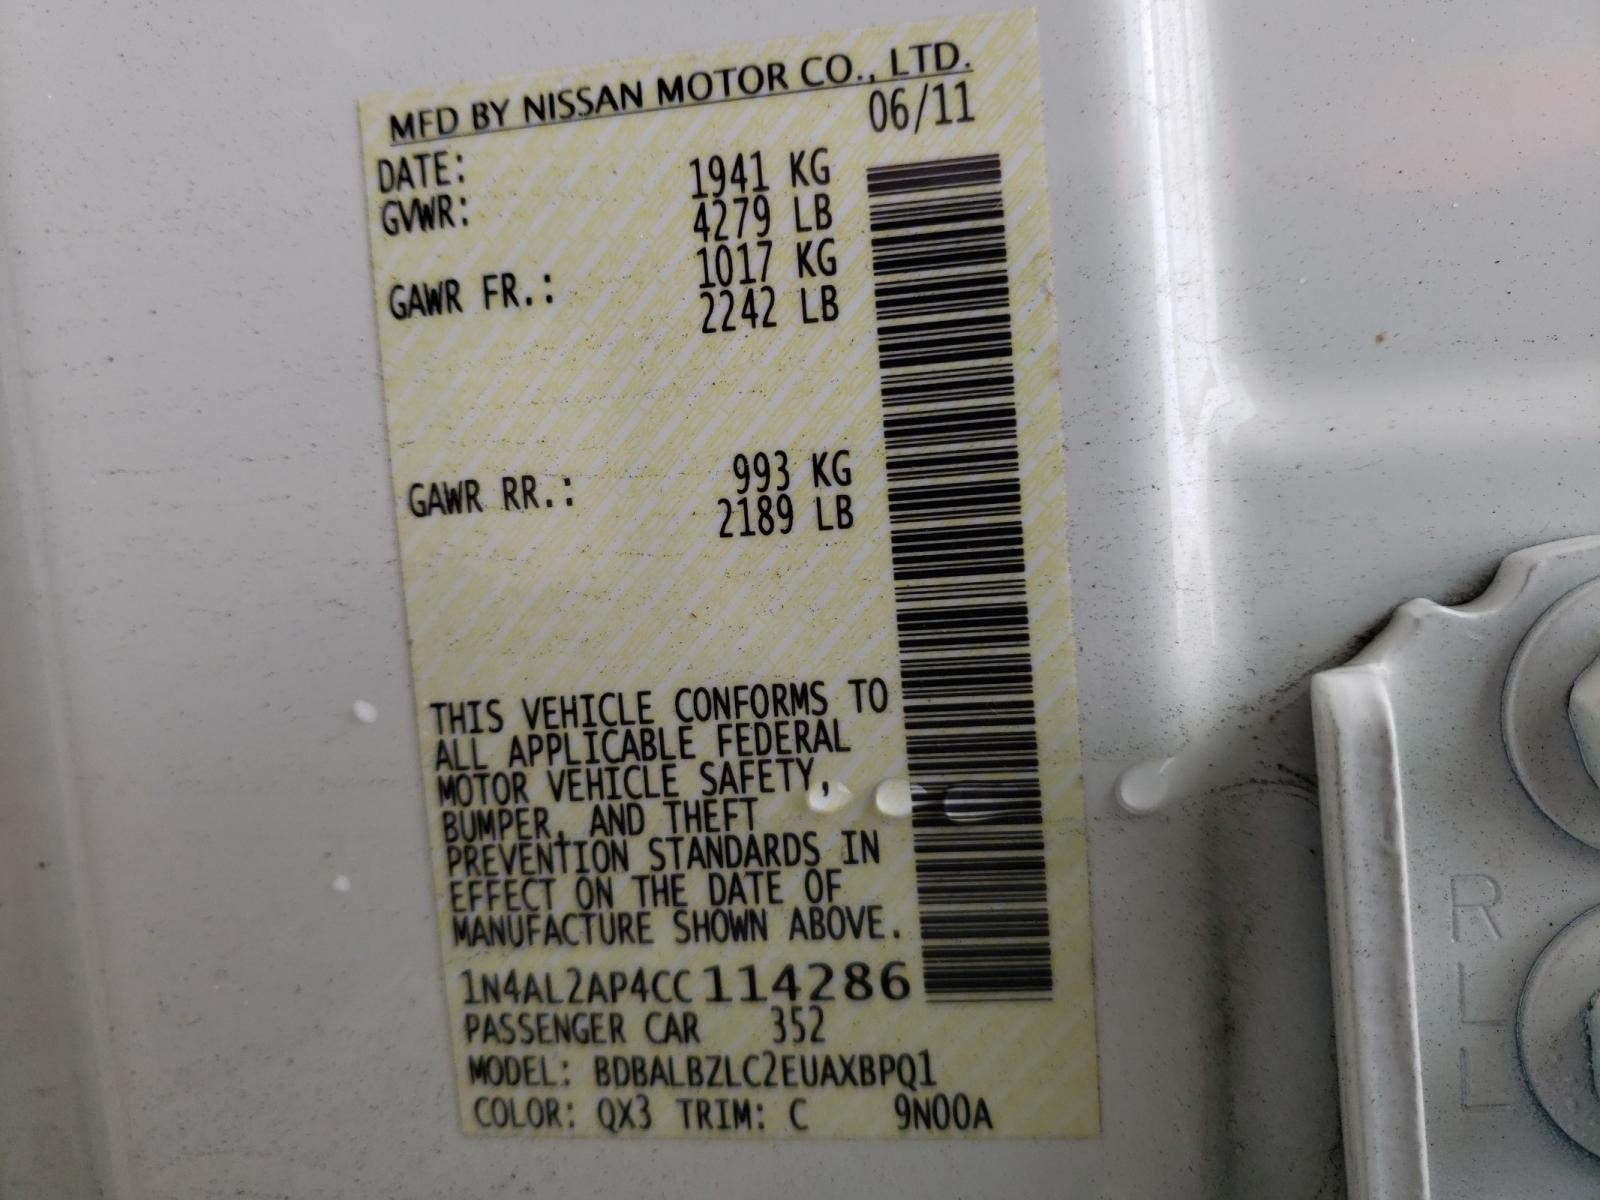 MFD BY NISSAN MOTOR CO., LTD.
DATE: 06/11
GVWR: 1941 KG
4279 LB
GAWR FR.: 1017 KG
2242 LB
GAWR RR.: 993 KG
2189 LB
THIS VEHICLE CONFORMS TO
ALL APPLICABLE FEDERAL
MOTOR VEHICLE SAFETY,
BUMPER, AND THEFT
PREVENTION STANDARDS IN
EFFECT ON THE DATE OF
MANUFACTURE SHOWN ABOVE.
1N4AL2AP4CC114286
PASSENGER CAR 352
MODEL: BDBALBZLC2EUAXBPQ1
COLOR: QX3 TRIM: C 9N00A
R
L
L